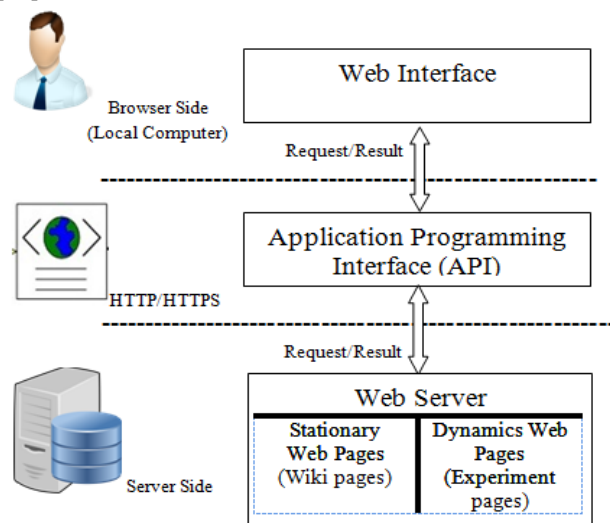 Web Interface
Browser Side
(Local Computer)
Request/Result
Application Programming
Interface (API)
HTTP/HTTPS
Request/Result
Web Server
Stationary
Web Pages
(Wiki pages)
Dynamics Web
Pages
(Experiment
pages)
Server Side